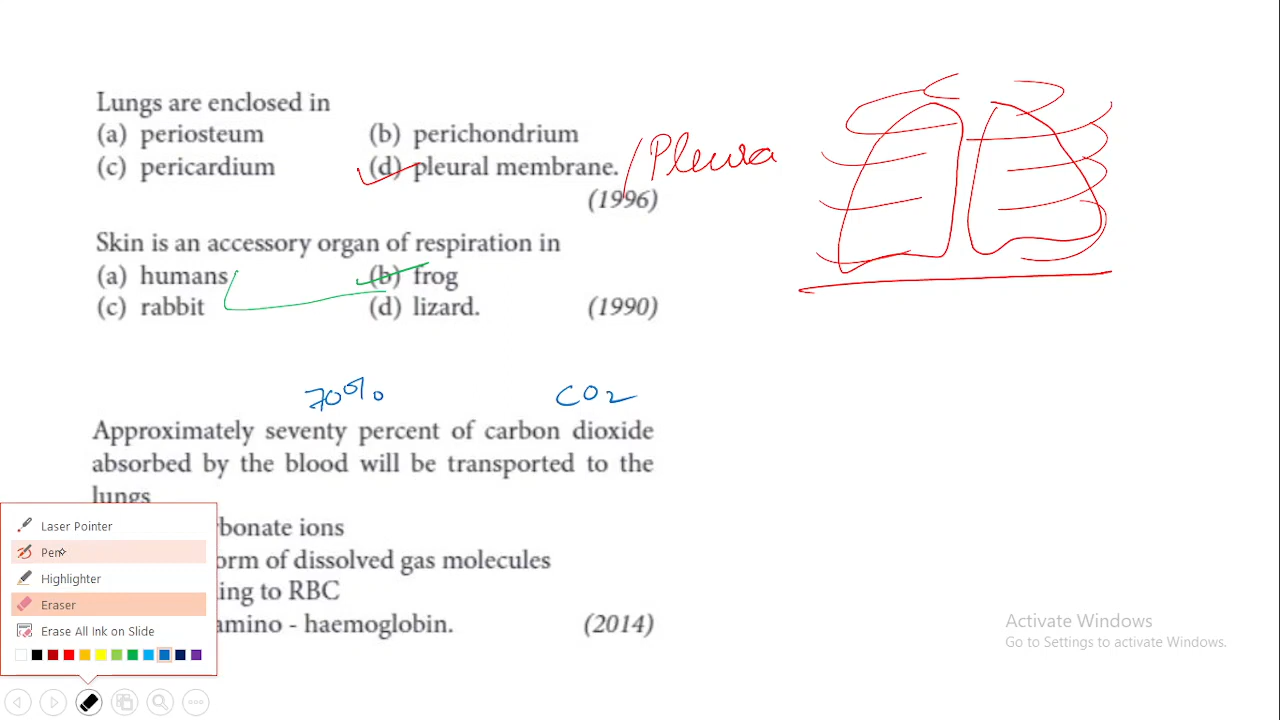 Lungs are enclosed in
(a) periosteum (b) perichondrium
(c) pericardium (d) pleural membrane.
Pleura
(1996)
Skin is an accessory organ of respiration in
(a) humans (b) frog
(c) rabbit (d) lizard. (1990)
70% CO2
Approximately seventy percent of carbon dioxide
absorbed by the blood will be transported to the
lungs
bonate ions
orm of dissolved gas molecules
ing to RBC
amino - haemoglobin. (2014)
Laser Pointer
Pen
Highlighter
Eraser
Erase All Ink on Slide
Activate Windows
Go to Settings to activate Windows.